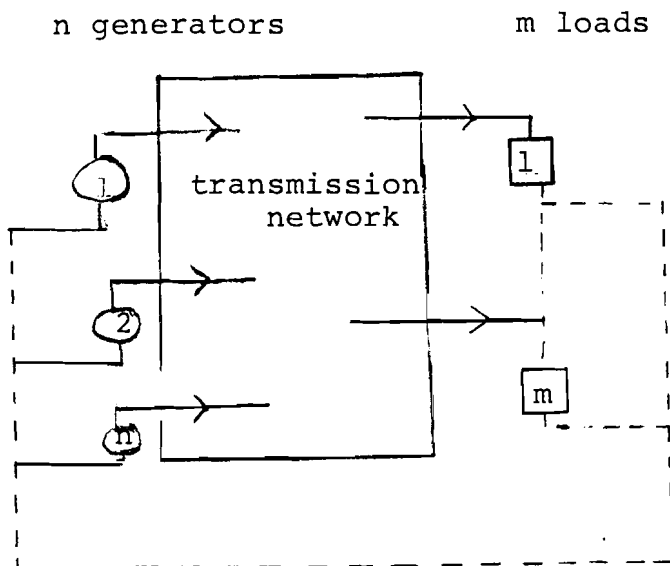 n generators m loads
1
1
transmission
network
2
m
n